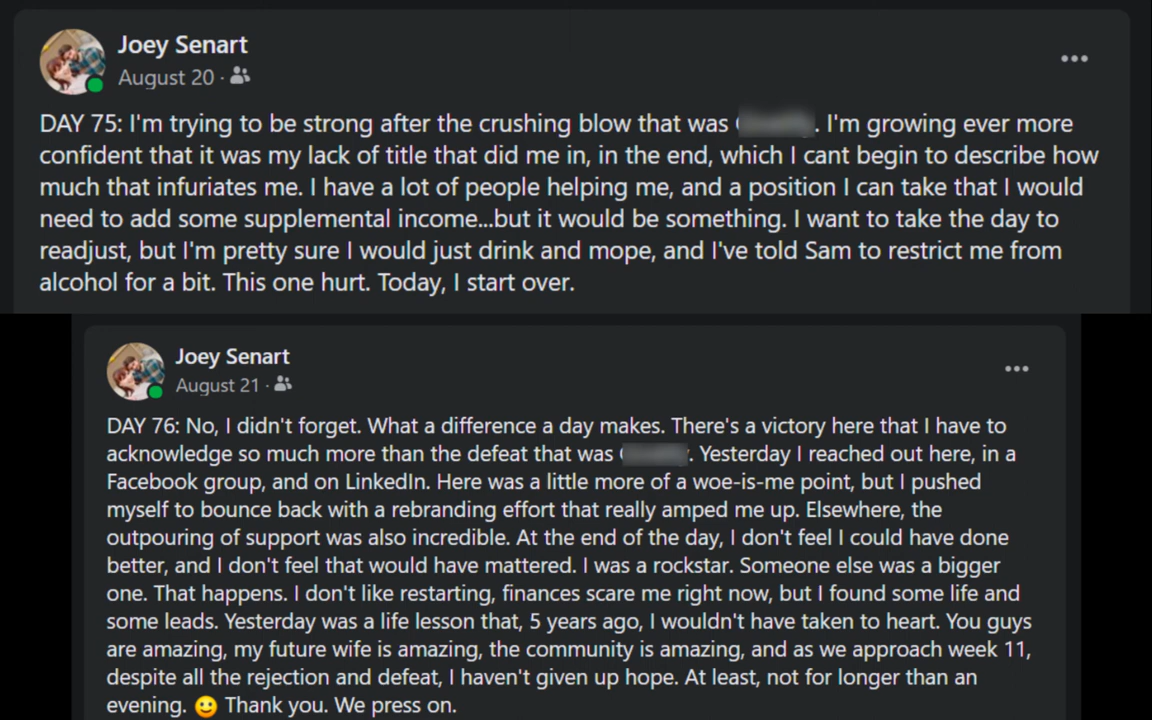 Joey Senart
August 20 ·
DAY 75: I'm trying to be strong after the crushing blow that was . I'm growing ever more
confident that it was my lack of title that did me in, in the end, which I cant begin to describe how
much that infuriates me. I have a lot of people helping me, and a position I can take that I would
need to add some supplemental income...but it would be something. I want to take the day to
readjust, but I'm pretty sure I would just drink and mope, and I've told Sam to restrict me from
alcohol for a bit. This one hurt. Today, I start over.
Joey Senart
August 21 ·
DAY 76: No, I didn't forget. What a difference a day makes. There's a victory here that I have to
acknowledge so much more than the defeat that was . Yesterday I reached out here, in a
Facebook group, and on LinkedIn. Here was a little more of a woe-is-me point, but I pushed
myself to bounce back with a rebranding effort that really amped me up. Elsewhere, the
outpouring of support was also incredible. At the end of the day, I don't feel I could have done
better, and I don't feel that would have mattered. I was a rockstar. Someone else was a bigger
one. That happens. I don't like restarting, finances scare me right now, but I found some life and
some leads. Yesterday was a life lesson that, 5 years ago, I wouldn't have taken to heart. You guys
are amazing, my future wife is amazing, the community is amazing, and as we approach week 11,
despite all the rejection and defeat, I haven't given up hope. At least, not for longer than an
evening. 🙂 Thank you. We press on.